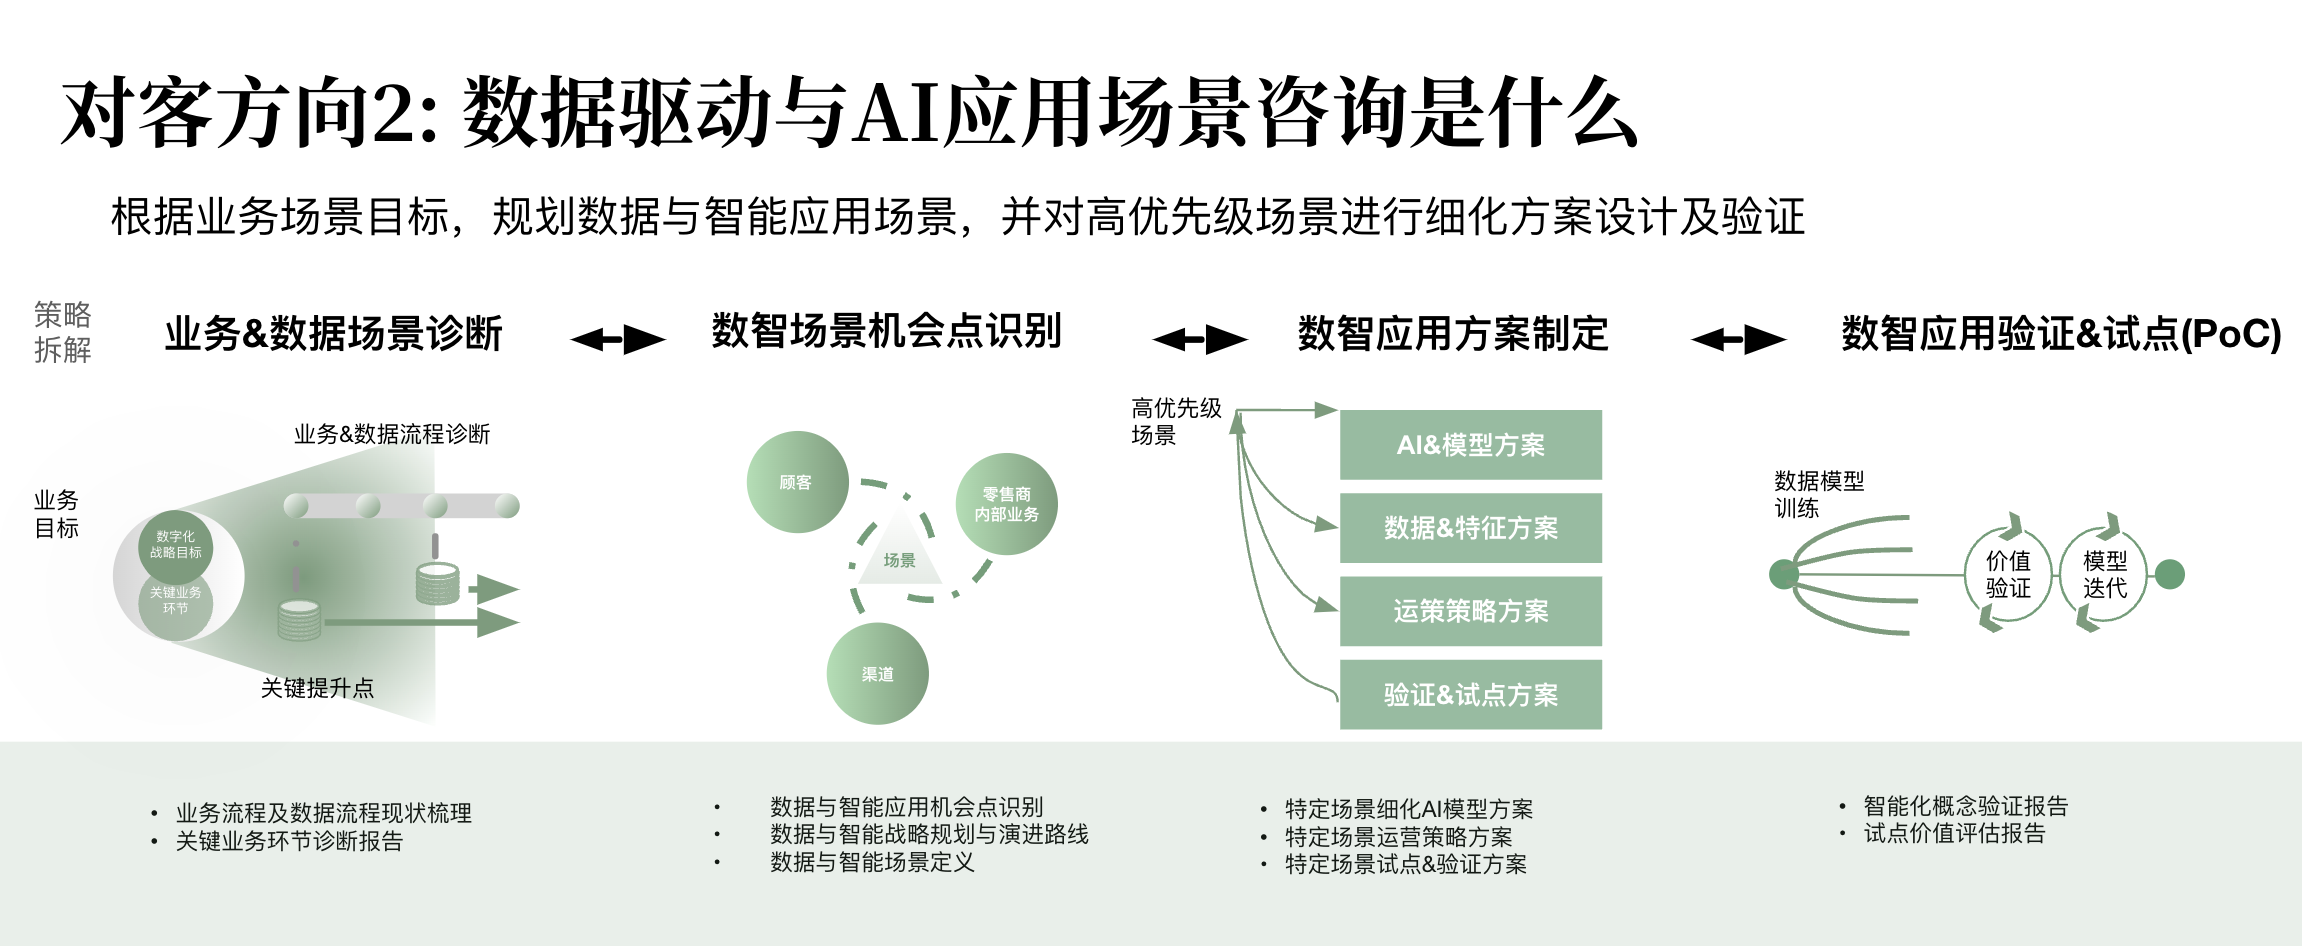 对客方向2: 数据驱动与AI应用场景咨询是什么
根据业务场景目标，规划数据与智能应用场景，并对高优先级场景进行细化方案设计及验证
策略
拆解
业务&数据场景诊断
数智场景机会点识别
数智应用方案制定
数智应用验证&试点(PoC)
业务&数据流程诊断
业务
目标
数字化
战略目标
关键业务
环节
关键提升点
顾客
零售商
内部业务
场景
渠道
高优先级
场景
AI&模型方案
数据&特征方案
运策策略方案
验证&试点方案
数据模型
训练
价值
验证
模型
迭代
• 业务流程及数据流程现状梳理
• 关键业务环节诊断报告
• 数据与智能应用机会点识别
• 数据与智能战略规划与演进路线
• 数据与智能场景定义
• 特定场景细化AI模型方案
• 特定场景运营策略方案
• 特定场景试点&验证方案
• 智能化概念验证报告
• 试点价值评估报告